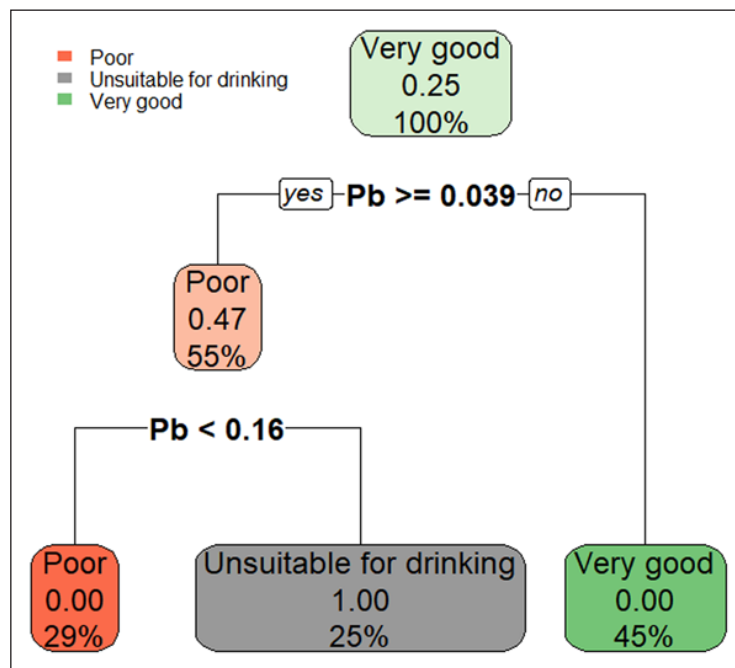 Poor
Unsuitable for drinking
Very good
Very good
0.25
100%
yes Pb >= 0.039 no
Poor
0.47
55%
Pb < 0.16
Poor
0.00
29%
Unsuitable for drinking
1.00
25%
Very good
0.00
45%